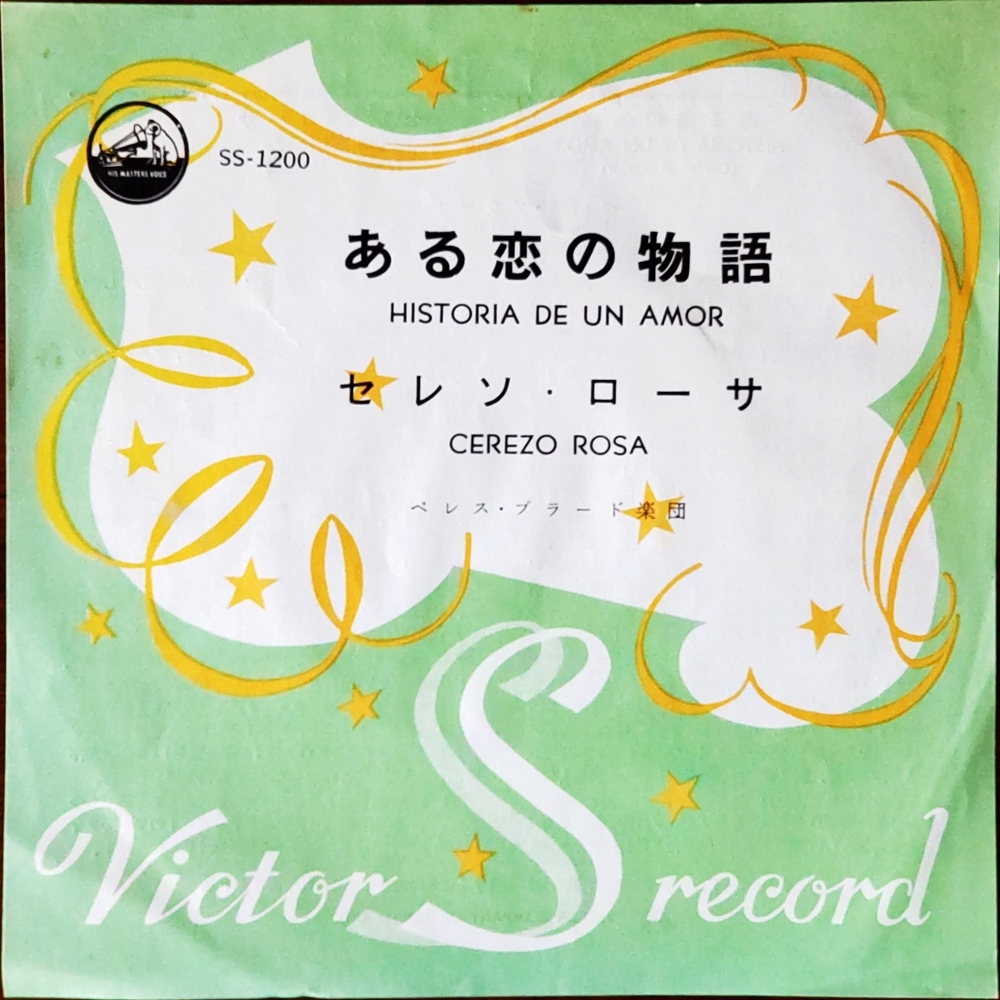 HIS MASTERS VOICE
SS-1200
ある恋の物語
HISTORIA DE UN AMOR
セレソ・ローサ
CEREZO ROSA
ペレス・プラード楽団
Victor S record